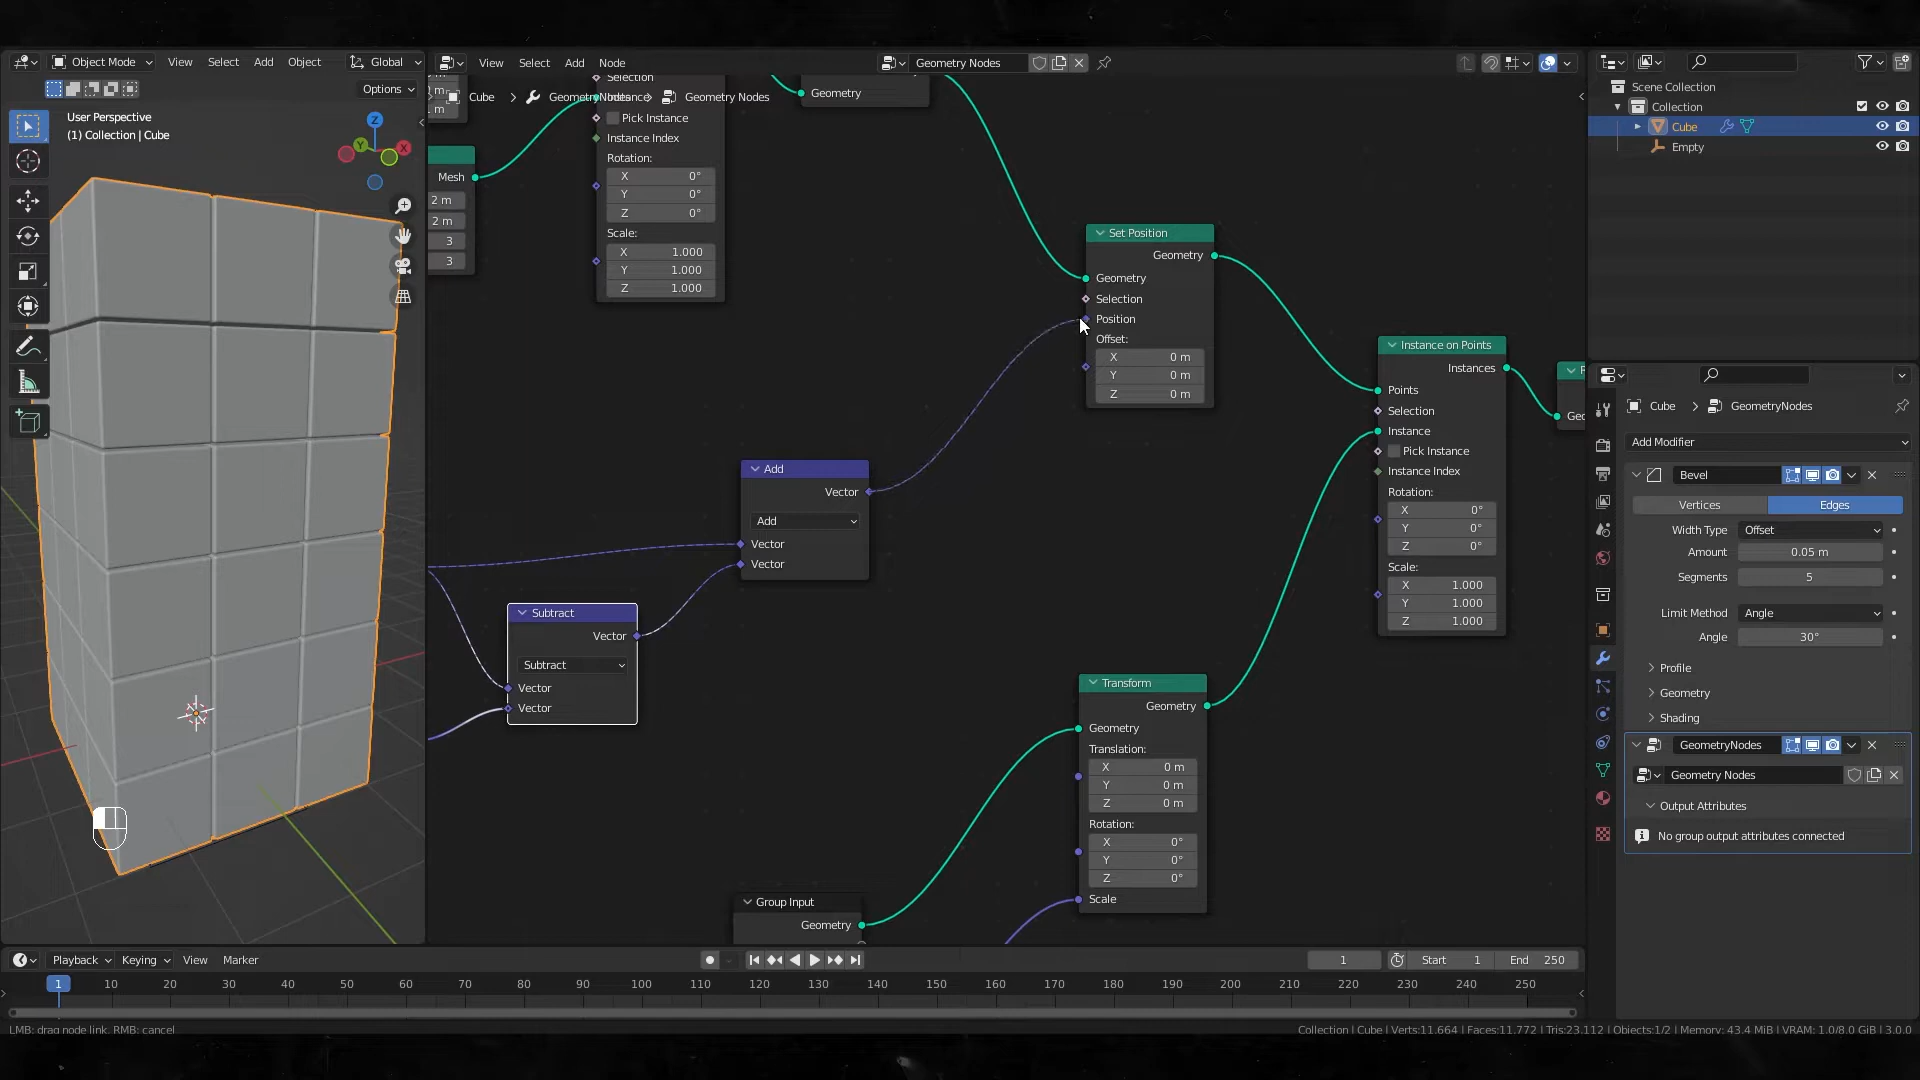 Object Mode
View
Select
Add
Object
Global
Options
User Perspective
(1) Collection | Cube
Z
Y
X
View
Select
Add
Node
Geometry Nodes
Cube
GeometryNodes
Geometry Nodes
m
1 m
Mesh
2 m
2 m
3
3
Selection
Instance
Pick Instance
Instance Index
Rotation:
X 0°
Y 0°
Z 0°
Scale:
X 1.000
Y 1.000
Z 1.000
Geometry
Set Position
Geometry
Geometry
Selection
Position
Offset:
X 0 m
Y 0 m
Z 0 m
Add
Vector
Add
Vector
Vector
Subtract
Vector
Subtract
Vector
Vector
Instance on Points
Instances
Points
Selection
Instance
Pick Instance
Instance Index
Rotation:
X 0°
Y 0°
Z 0°
Scale:
X 1.000
Y 1.000
Z 1.000
Geo
Transform
Geometry
Geometry
Translation:
X 0 m
Y 0 m
Z 0 m
Rotation:
X 0°
Y 0°
Z 0°
Scale
Group Input
Geometry
Scene Collection
Collection
Cube
Empty
Cube
GeometryNodes
Add Modifier
Bevel
Vertices
Edges
Width Type Offset
Amount 0.05 m
Segments 5
Limit Method Angle
Angle 30°
Profile
Geometry
Shading
GeometryNodes
Geometry Nodes
Output Attributes
No group output attributes connected
Playback
Keying
View
Marker
1
Start 1
End 250
1 10 20 30 40 50 60 70 80 90 100 110 120 130 140 150 160 170 180 190 200 210 220 230 240 250
LMB: drag node link, RMB: cancel
Collection | Cube | Verts:11.664 | Faces:11.772 | Tris:23.112 | Objects:1/2 | Memory: 43.4 MiB | VRAM: 1.0/8.0 GiB | 3.0.0